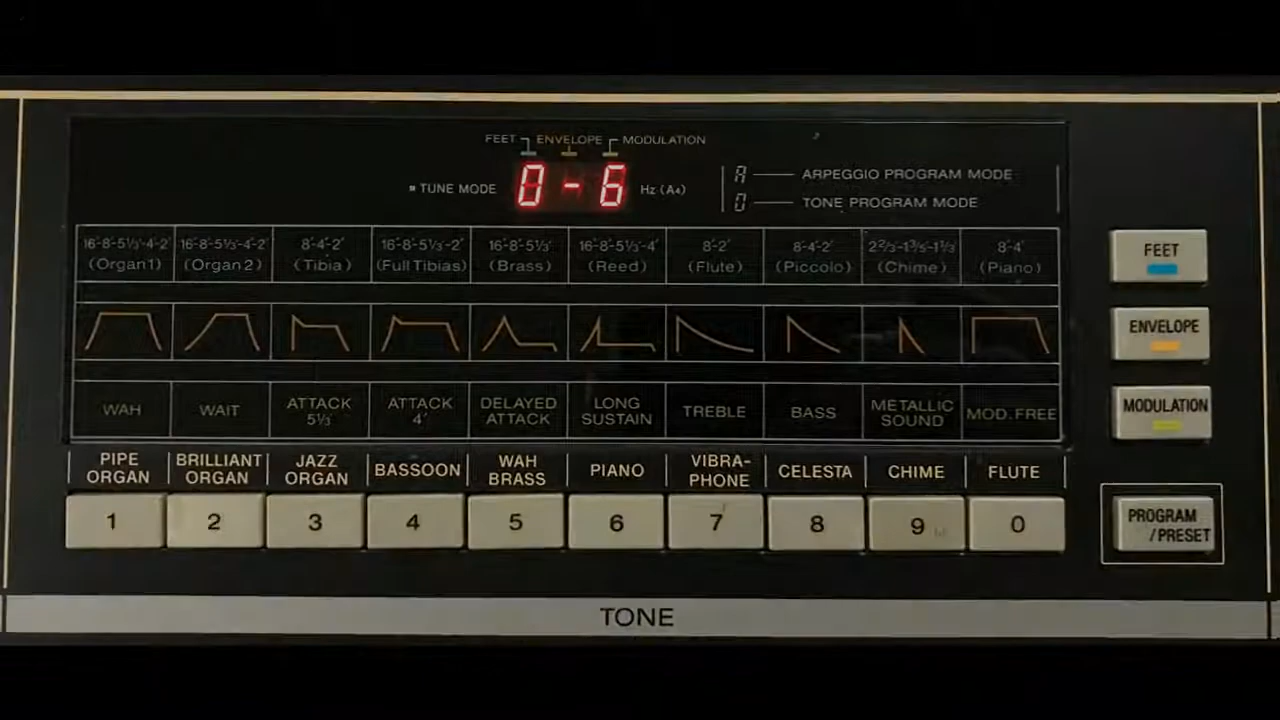 FEET ENVELOPE MODULATION
TUNE MODE 0-6 Hz (A4) A ARPEGGIO PROGRAM MODE
0 TONE PROGRAM MODE
16'-8'-5⅓'-4'-2' 16'-8'-5⅓'-4'-2' 8'-4'-2' 16'-8'-5⅓'-2' 16'-8'-5⅓' 16'-8'-5⅓'-4' 8'-2' 8'-4'-2' 2⅔'-1⅗'-1⅓' 8'-4'
(Organ1) (Organ 2) (Tibia) (Full Tibias) (Brass) (Reed) (Flute) (Piccolo) (Chime) (Piano)
FEET
ENVELOPE
MODULATION
WAH WAIT ATTACK 5⅓' ATTACK 4' DELAYED ATTACK LONG SUSTAIN TREBLE BASS METALLIC SOUND MOD. FREE
PIPE ORGAN BRILLIANT ORGAN JAZZ ORGAN BASSOON WAH BRASS PIANO VIBRA-PHONE CELESTA CHIME FLUTE
1 2 3 4 5 6 7 8 9 0
PROGRAM
/PRESET
TONE